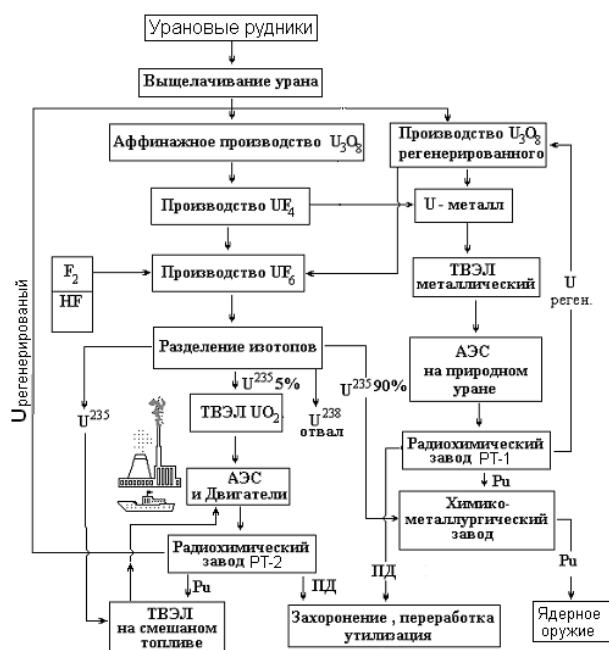 Урановые рудники
Выщелачивание урана
Аффинажное производство U3O8
Производство U3O8
регенерированного
Производство UF4
U - металл
F2
HF
Производство UF6
ТВЭЛ
металлический
U
реген.
Разделение изотопов
АЭС
на природном
уране
U регенерированый
U235
U235 5%
U238
отвал
U235 90%
ТВЭЛ UO2
Радиохимический
завод РТ-1
АЭС
и Двигатели
Pu
Химико-
металлургический
завод
Радиохимический
завод РТ-2
Pu
ПД
ПД
Pu
ТВЭЛ
на смешаном
топливе
Захоронение , переработка
утилизация
Ядерное
оружие